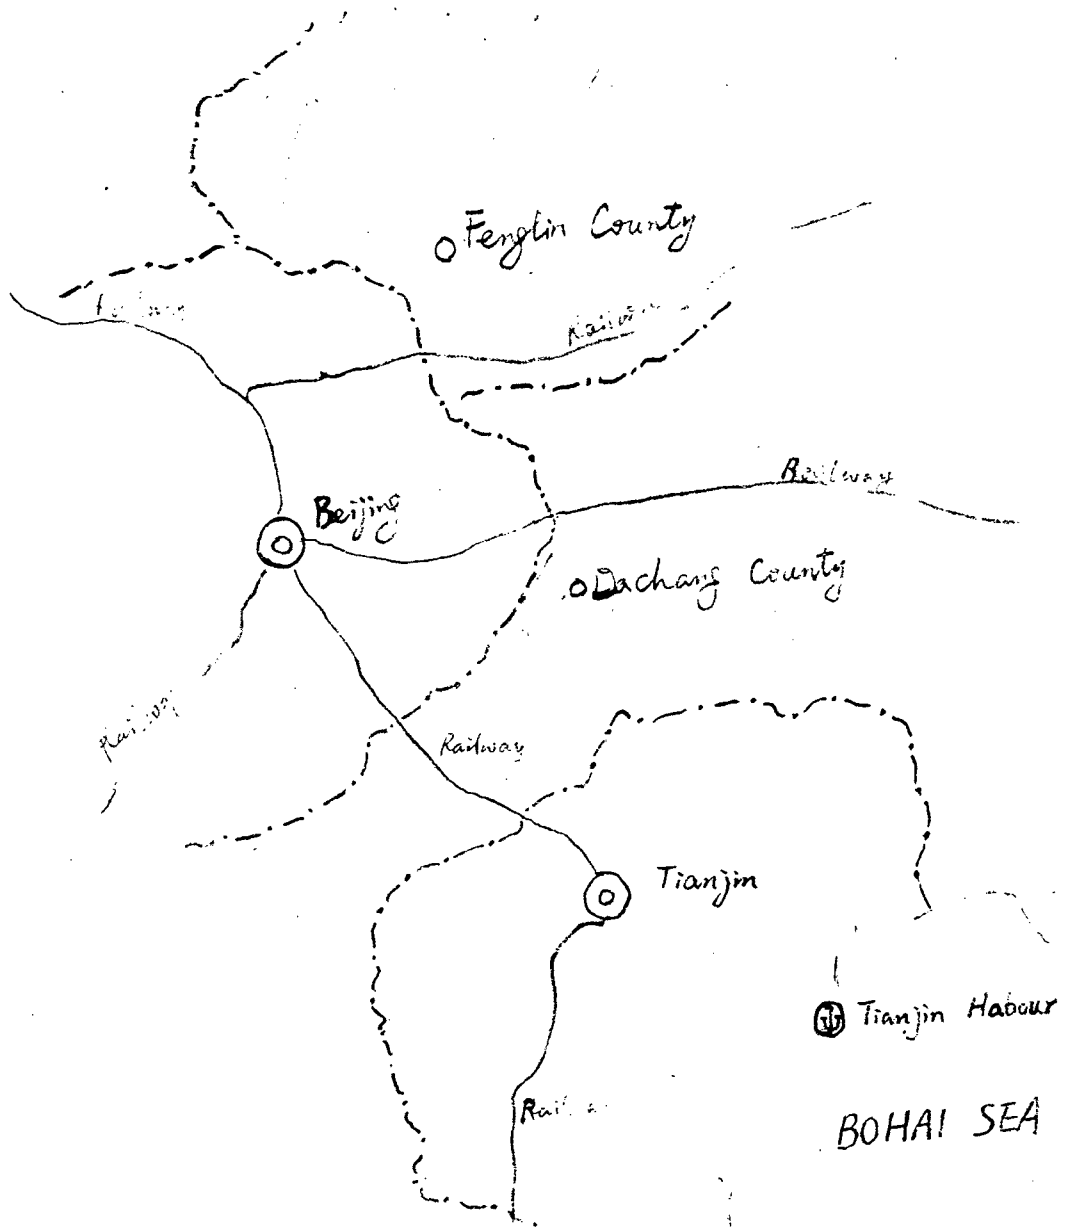 Fenglin County
Railway
Beijing
Railway
Dachang County
Railway
Railway
Tianjin
Tianjin Habour
BOHAI SEA